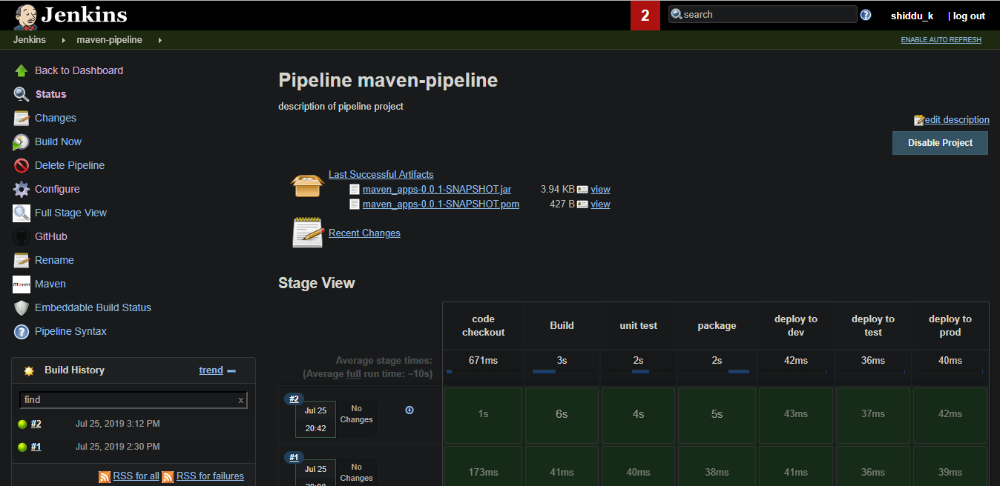 Jenkins
2
search
shiddu_k
| log out
Jenkins
maven-pipeline
ENABLE AUTO REFRESH
Back to Dashboard
Status
Changes
Build Now
Delete Pipeline
Configure
Full Stage View
GitHub
Rename
Maven
Maven
Embeddable Build Status
Pipeline Syntax
Build History
trend
find
x
#2 Jul 25, 2019 3:12 PM
#1 Jul 25, 2019 2:30 PM
RSS for all RSS for failures
Pipeline maven-pipeline
description of pipeline project
edit description
Disable Project
Last Successful Artifacts
maven_apps-0.0.1-SNAPSHOT.jar 3.94 KB view
maven_apps-0.0.1-SNAPSHOT.pom 427 B view
Recent Changes
Stage View
code checkout Build unit test package deploy to dev deploy to test deploy to prod
Average stage times: 671ms 3s 2s 2s 42ms 36ms 40ms
(Average full run time: ~10s)
#2
Jul 25
20:42
No
Changes
1s 6s 4s 5s 43ms 37ms 42ms
#1
Jul 25
No
Changes
173ms 41ms 40ms 38ms 41ms 36ms 39ms